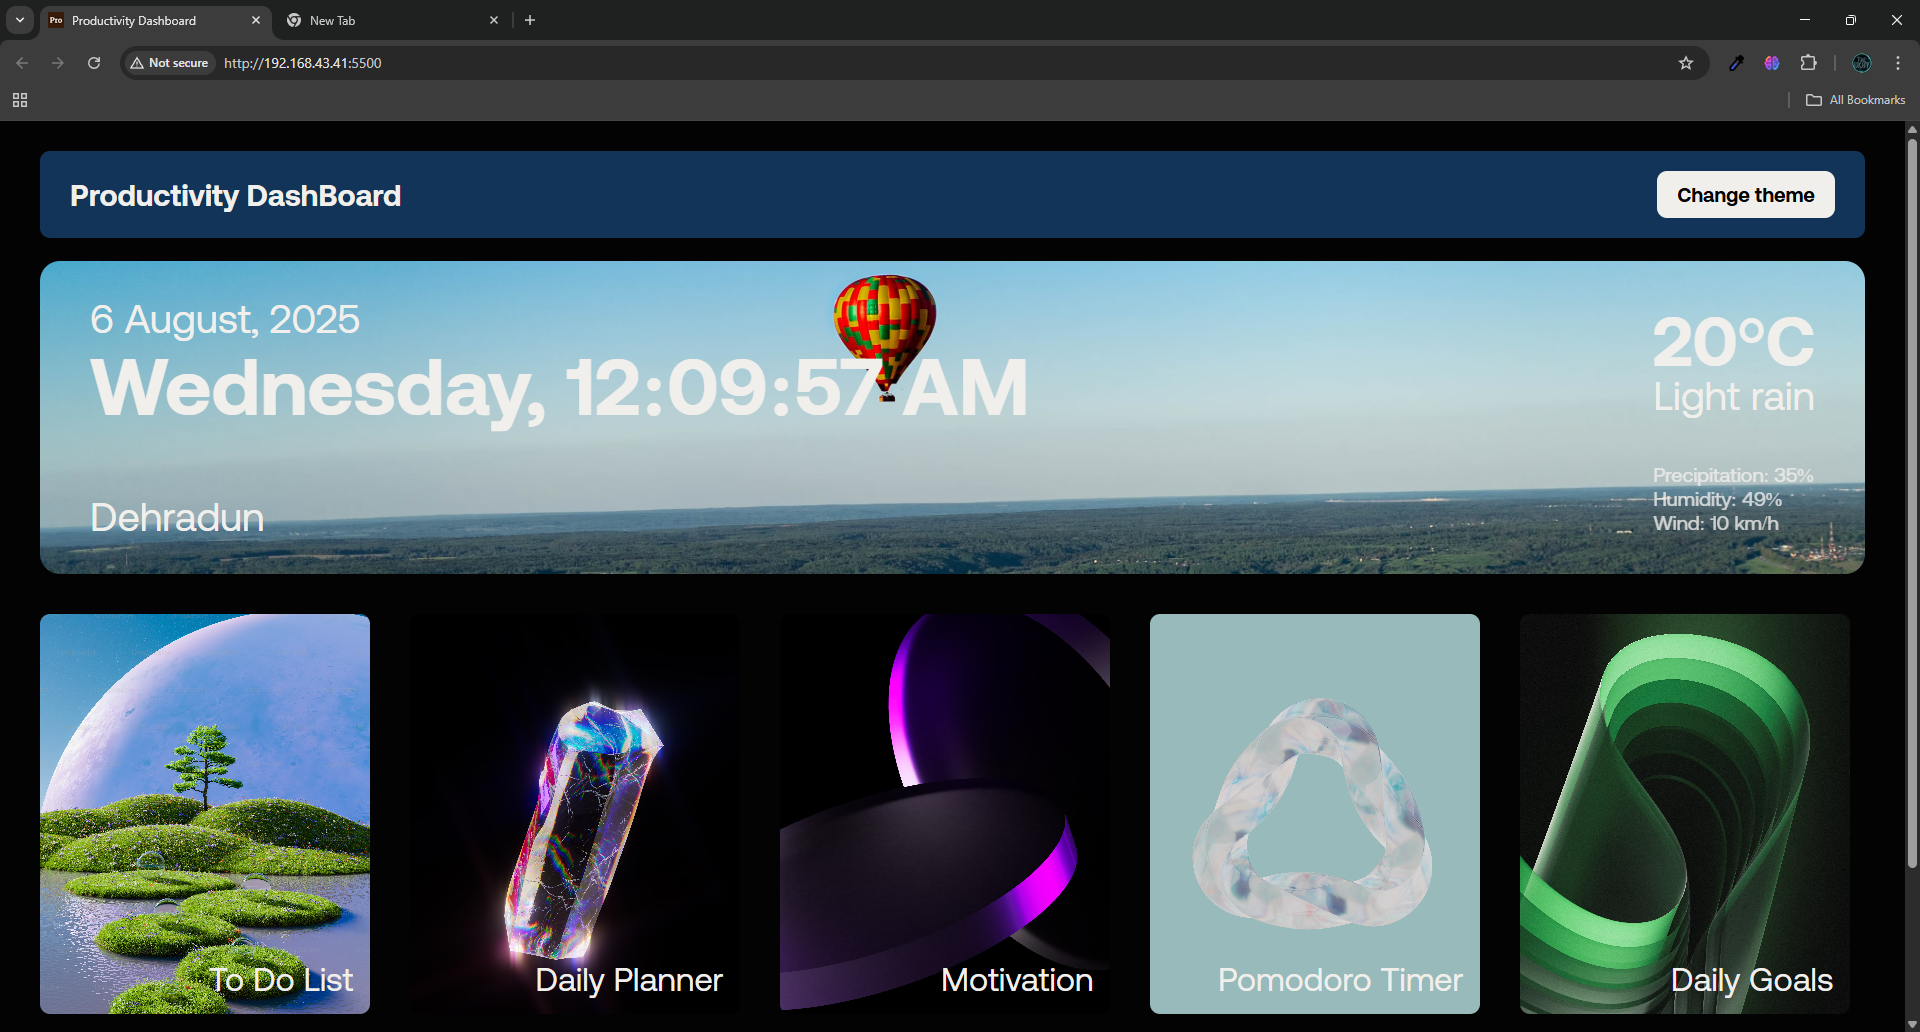 Pro Productivity Dashboard
New Tab
Not secure
http://192.168.43.41:5500
All Bookmarks
Productivity DashBoard
Change theme
6 August, 2025
Wednesday, 12:09:57 AM
Dehradun
20°C
Light rain
Precipitation: 35%
Humidity: 49%
Wind: 10 km/h
To Do List
Daily Planner
Motivation
Pomodoro Timer
Daily Goals